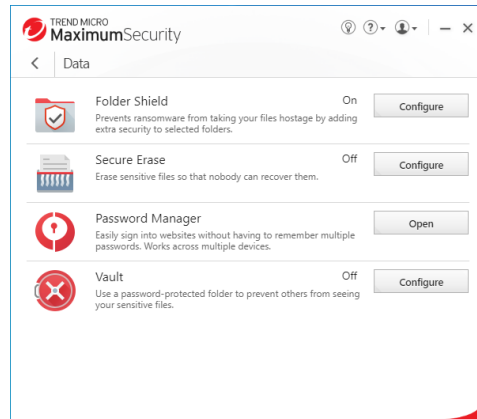 TREND MICRO
MaximumSecurity
Data
Folder Shield
On
Configure
Prevents ransomware from taking your files hostage by adding
extra security to selected folders.
Secure Erase
Off
Configure
Erase sensitive files so that nobody can recover them.
Password Manager
Open
Easily sign into websites without having to remember multiple
passwords. Works across multiple devices.
Vault
Off
Configure
Use a password-protected folder to prevent others from seeing
your sensitive files.